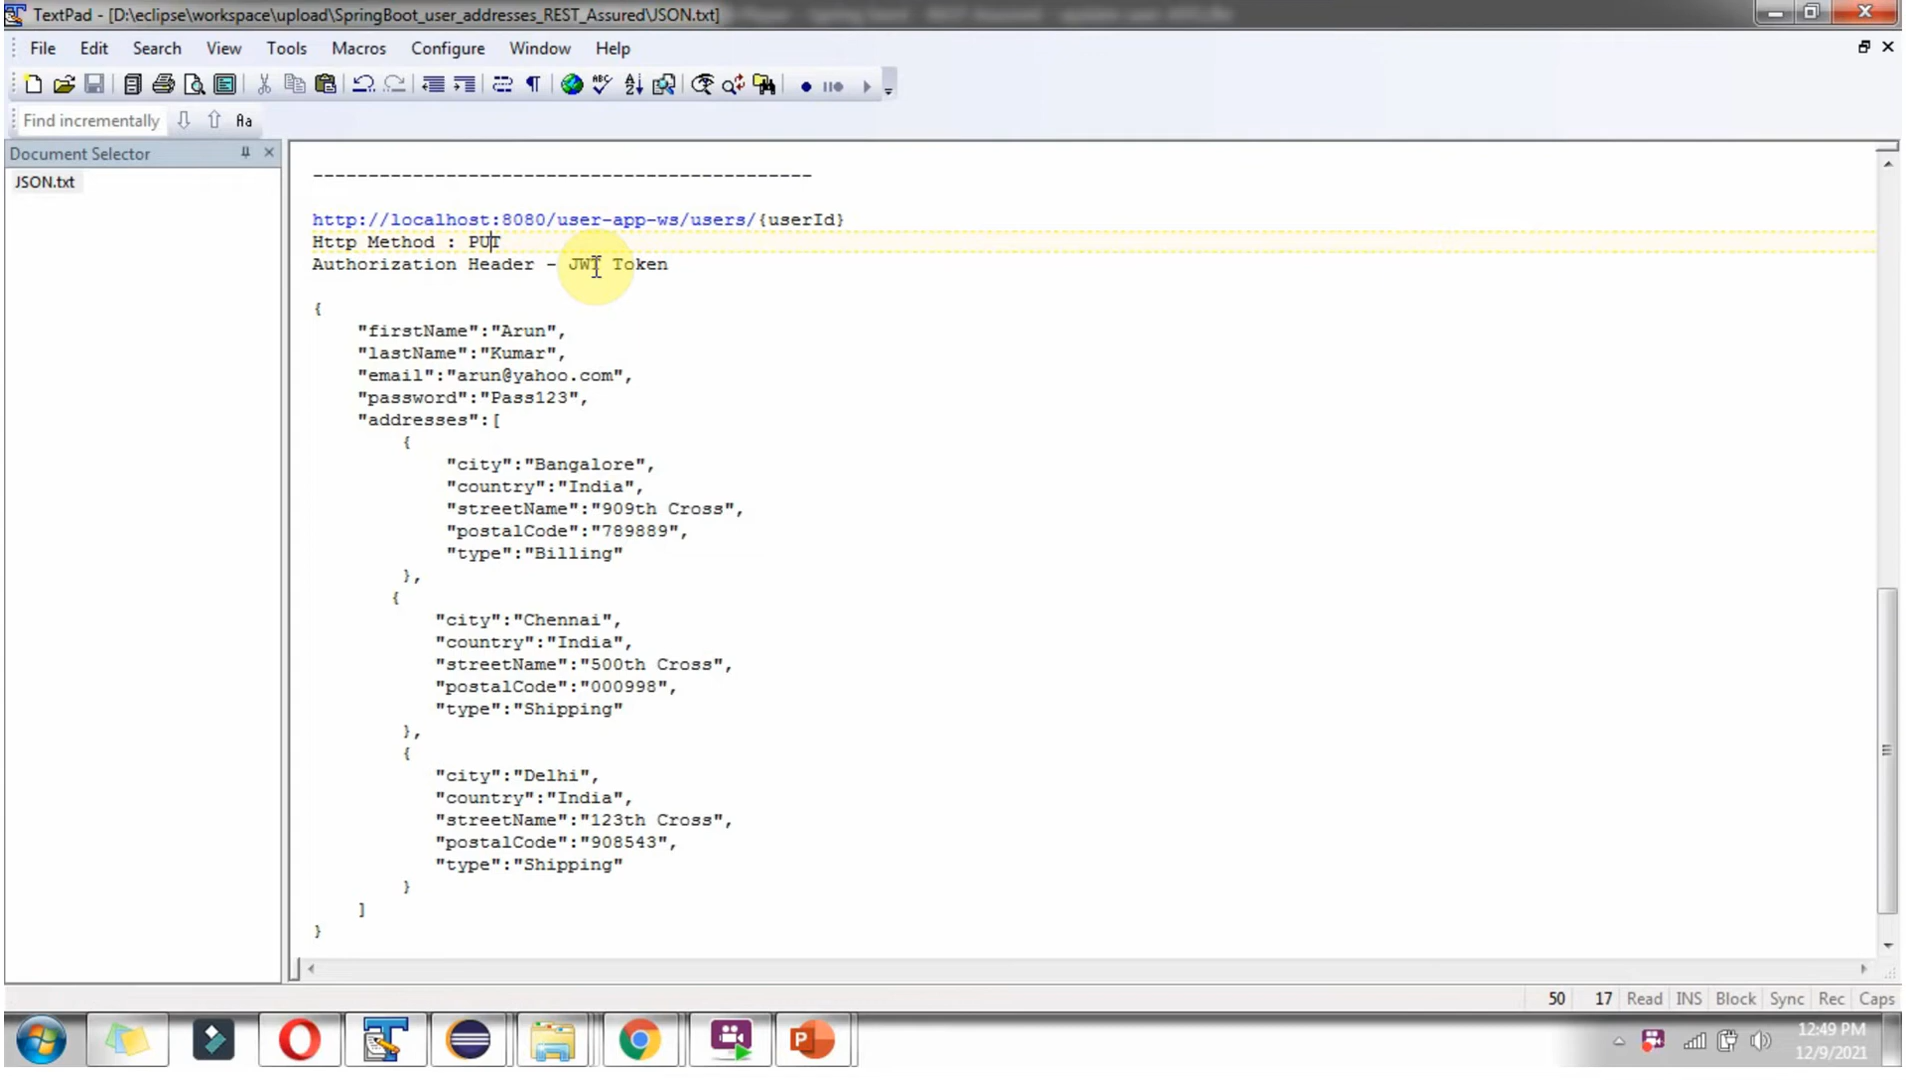 TextPad - [D:\eclipse\workspace\upload\SpringBoot_user_addresses_REST_Assured\JSON.txt]
File Edit Search View Tools Macros Configure Window Help
Find incrementally Aa
Document Selector
JSON.txt
---------------------------------------------
http://localhost:8080/user-app-ws/users/{userId}
Http Method : PUT
Authorization Header - JWT Token
{
"firstName":"Arun",
"lastName":"Kumar",
"email":"arun@yahoo.com",
"password":"Pass123",
"addresses":[
{
"city":"Bangalore",
"country":"India",
"streetName":"909th Cross",
"postalCode":"789889",
"type":"Billing"
},
{
"city":"Chennai",
"country":"India",
"streetName":"500th Cross",
"postalCode":"000998",
"type":"Shipping"
},
{
"city":"Delhi",
"country":"India",
"streetName":"123th Cross",
"postalCode":"908543",
"type":"Shipping"
}
]
}
50 17 Read INS Block Sync Rec Caps
12:49 PM
12/9/2021